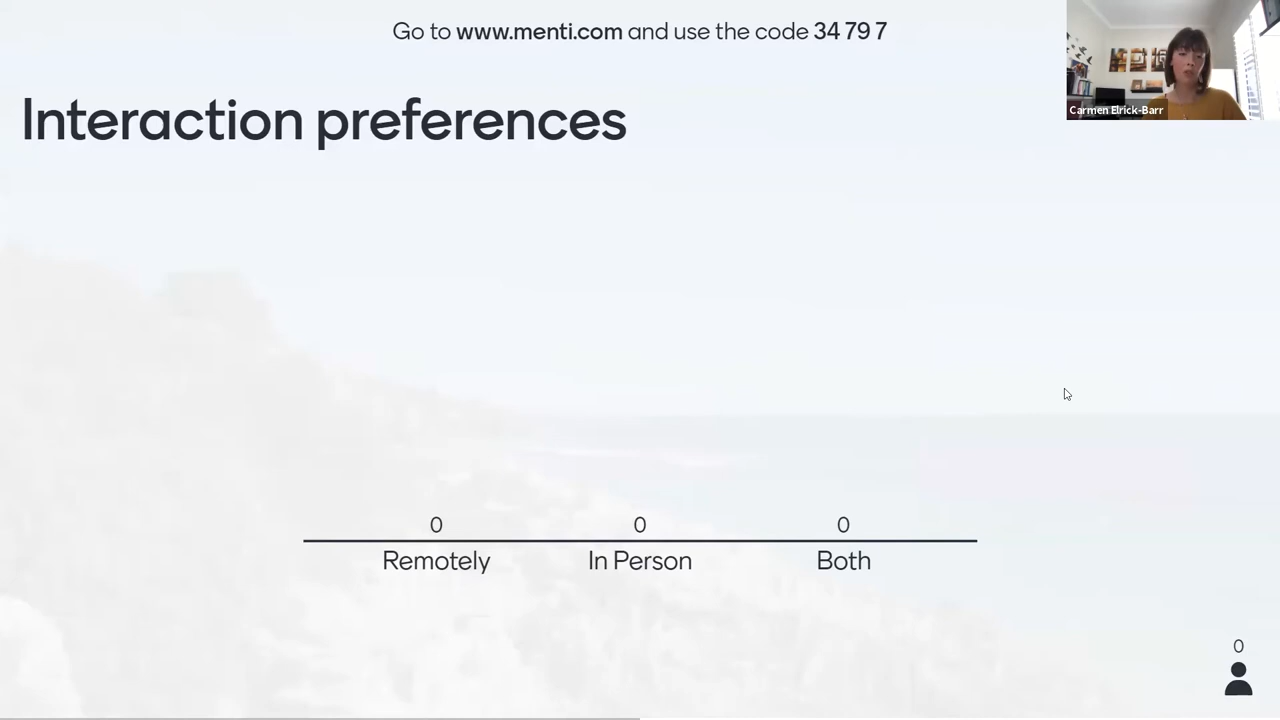 Go to www.menti.com and use the code 34 79 7
Carmen Elrick-Barr
Interaction preferences
0 0 0
Remotely In Person Both
0